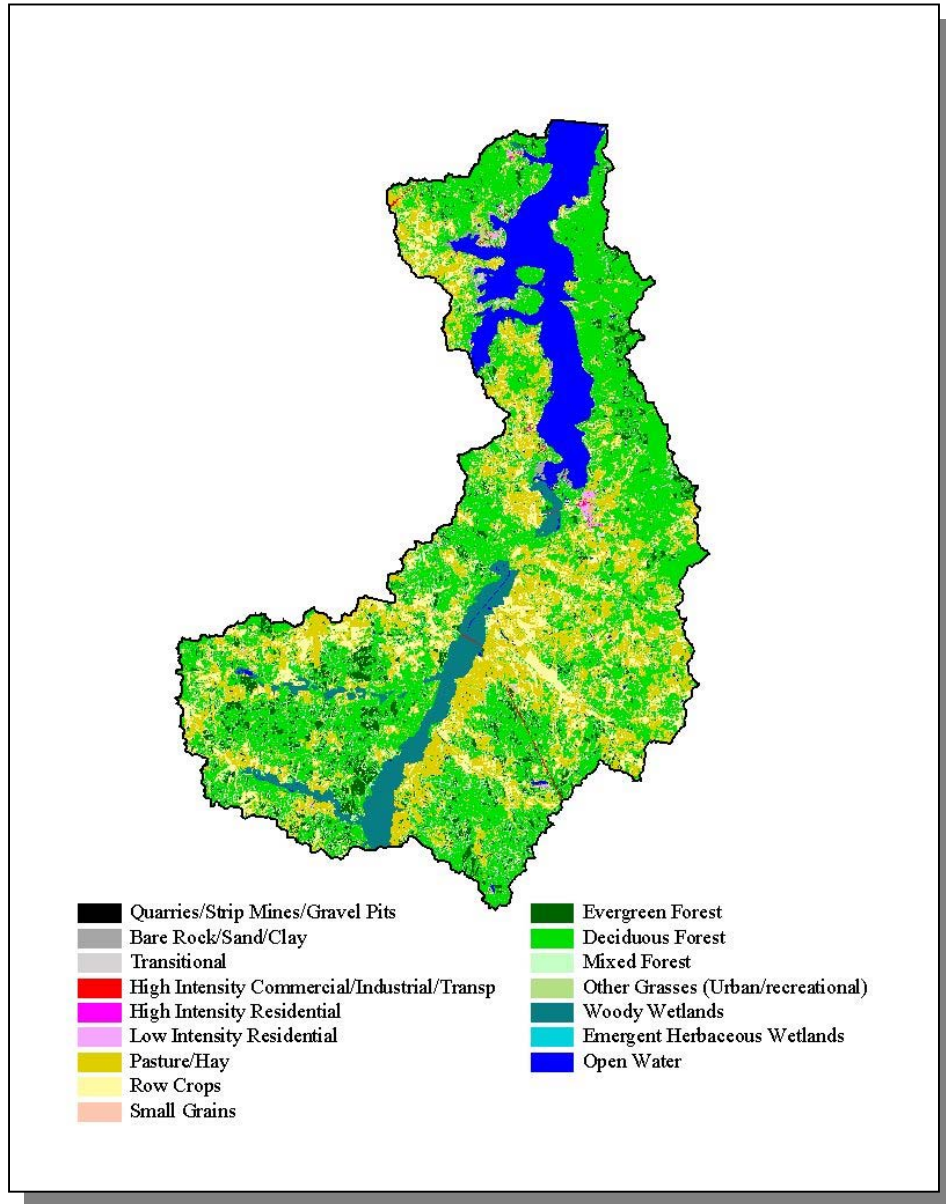 Quarries/Strip Mines/Gravel Pits
Bare Rock/Sand/Clay
Transitional
High Intensity Commercial/Industrial/Transp
High Intensity Residential
Low Intensity Residential
Pasture/Hay
Row Crops
Small Grains
Evergreen Forest
Deciduous Forest
Mixed Forest
Other Grasses (Urban/recreational)
Woody Wetlands
Emergent Herbaceous Wetlands
Open Water